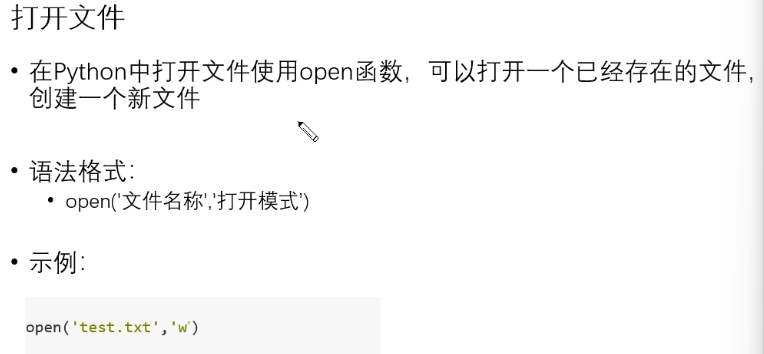 打开文件
• 在Python中打开文件使用open函数，可以打开一个已经存在的文件，
创建一个新文件
• 语法格式：
• open('文件名称','打开模式’)
• 示例：
open('test.txt','w')